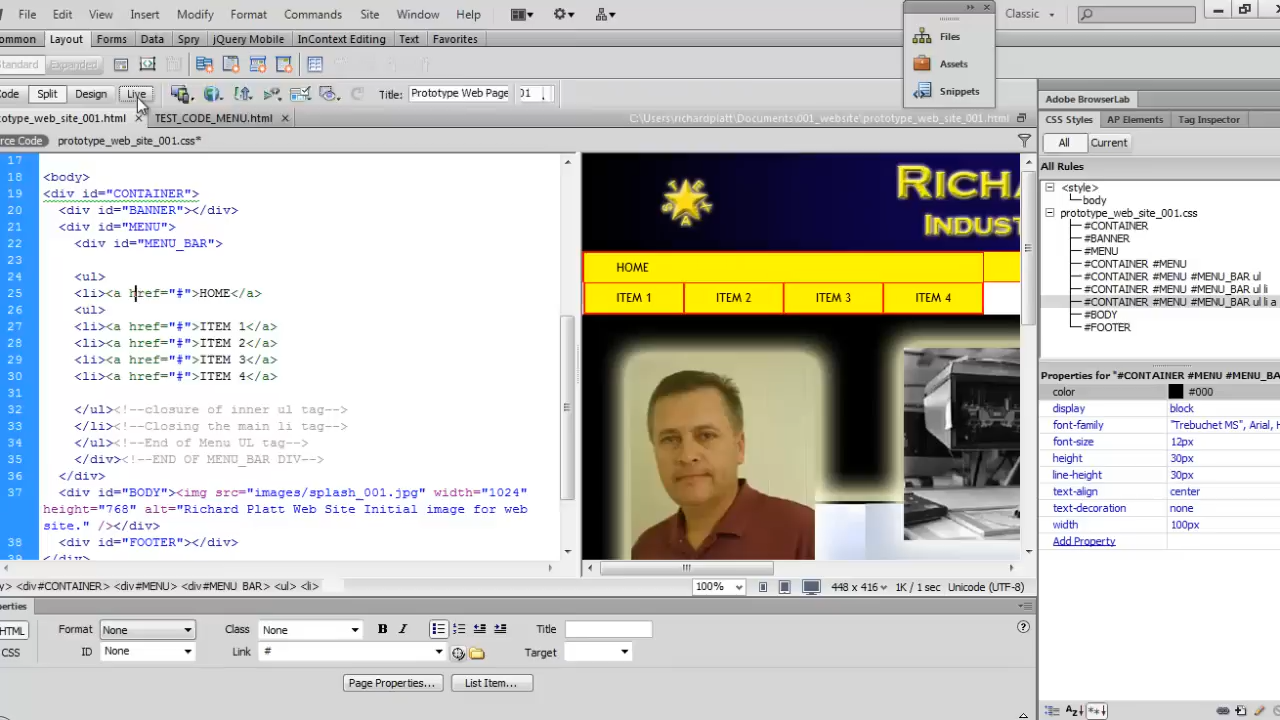 File Edit View Insert Modify Format Commands Site Window Help Classic
Layout Forms Data Spry jQuery Mobile InContext Editing Text Favorites
Standard Expanded
Files
Assets
Snippets
Split Design Live Title: Prototype Web Page
TEST_CODE_MENU.html C:\Users\richardplatt\Documents\001_website\prototype_web_site_001.html
prototype_web_site_001.css*
17
18 <body>
19 <div id="CONTAINER">
20 <div id="BANNER"></div>
21 <div id="MENU">
22 <div id="MENU_BAR">
23
24 <ul>
25 <li><a href="#">HOME</a>
26 <ul>
27 <li><a href="#">ITEM 1</a>
28 <li><a href="#">ITEM 2</a>
29 <li><a href="#">ITEM 3</a>
30 <li><a href="#">ITEM 4</a>
31
32 </ul><!--closure of inner ul tag-->
33 </li><!--Closing the main li tag-->
34 </ul><!--End of Menu UL tag-->
35 </div><!--END OF MENU_BAR DIV-->
36 </div>
37 <div id="BODY"><img src="images/splash_001.jpg" width="1024"
height="768" alt="Richard Platt Web Site Initial image for web
site." /></div>
38 <div id="FOOTER"></div>
HOME
ITEM 1 ITEM 2 ITEM 3 ITEM 4
Adobe BrowserLab
CSS Styles AP Elements Tag Inspector
All Current
All Rules
<style>
body
prototype_web_site_001.css
#CONTAINER
#BANNER
#MENU
#CONTAINER #MENU
#CONTAINER #MENU #MENU_BAR ul
#CONTAINER #MENU #MENU_BAR ul li
#CONTAINER #MENU #MENU_BAR ul li a
#BODY
#FOOTER
Properties for "#CONTAINER #MENU #MENU_BA
color #000
display block
font-family "Trebuchet MS", Arial, H
font-size 12px
height 30px
line-height 30px
text-align center
text-decoration none
width 100px
Add Property
<div#CONTAINER> <div#MENU> <div#MENU_BAR> <ul> <li> 100% 448 x 416 1K / 1 sec Unicode (UTF-8)
HTML Format None Class None B I Title
CSS ID None Link # Target
Page Properties... List Item...